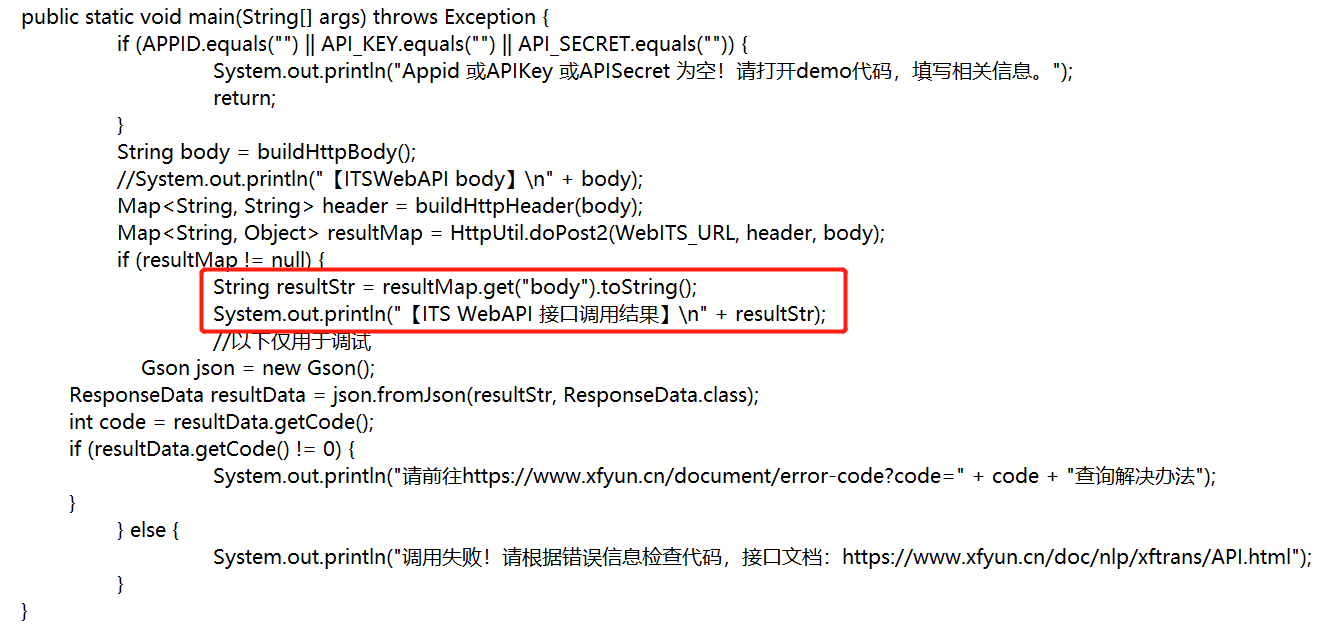 public static void main(String[] args) throws Exception {
if (APPID.equals("") || API_KEY.equals("") || API_SECRET.equals("")) {
System.out.println("Appid 或APIKey 或APISecret 为空！请打开demo代码，填写相关信息。");
return;
}
String body = buildHttpBody();
//System.out.println("【ITSWebAPI body】\n" + body);
Map<String, String> header = buildHttpHeader(body);
Map<String, Object> resultMap = HttpUtil.doPost2(WebITS_URL, header, body);
if (resultMap != null) {
String resultStr = resultMap.get("body").toString();
System.out.println("【ITS WebAPI 接口调用结果】\n" + resultStr);
//以下仅用于调试
Gson json = new Gson();
ResponseData resultData = json.fromJson(resultStr, ResponseData.class);
int code = resultData.getCode();
if (resultData.getCode() != 0) {
System.out.println("请前往https://www.xfyun.cn/document/error-code?code=" + code + "查询解决办法");
}
} else {
System.out.println("调用失败！请根据错误信息检查代码，接口文档：https://www.xfyun.cn/doc/nlp/xftrans/API.html");
}
}